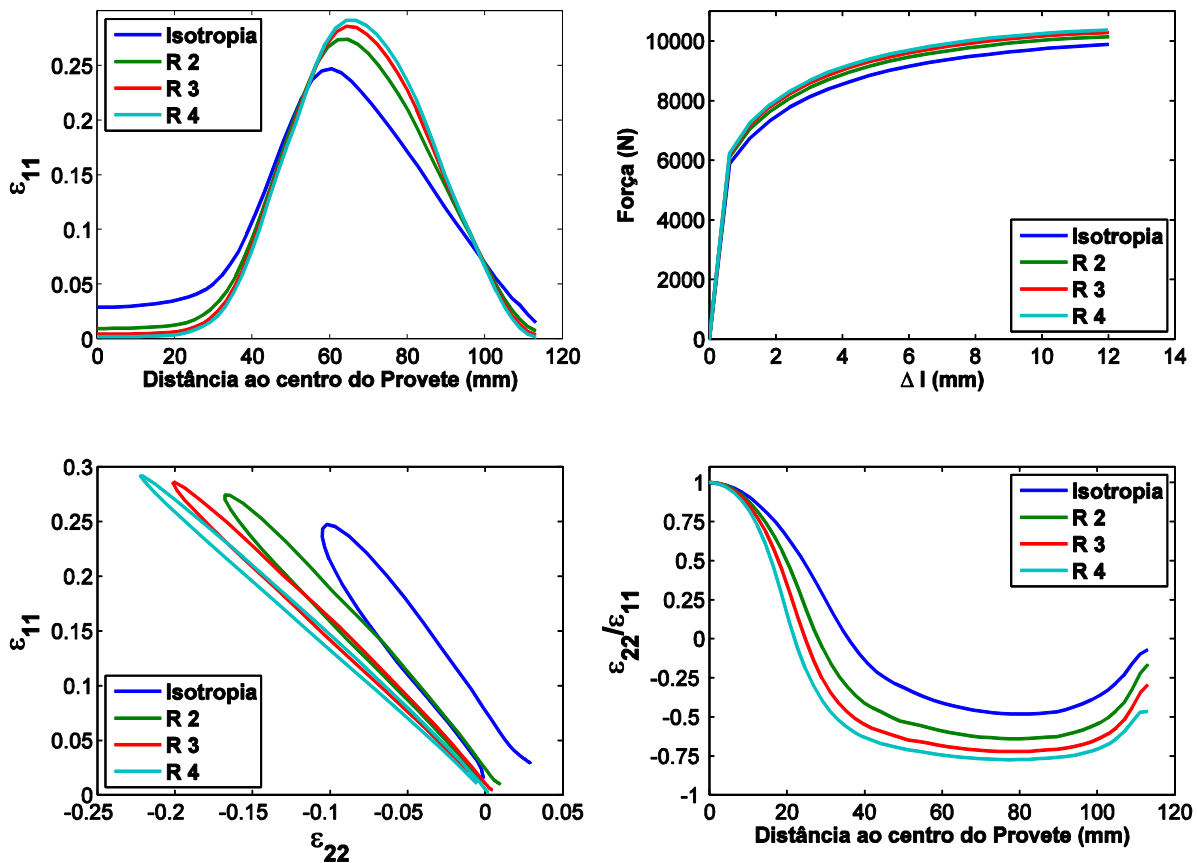 ε11
0.25
0.2
0.15
0.1
0.05
0
Isotropia
R 2
R 3
R 4
0 20 40 60 80 100 120
Distância ao centro do Provete (mm)
Força (N)
10000
8000
6000
4000
2000
0
Isotropia
R 2
R 3
R 4
0 2 4 6 8 10 12 14
Δ l (mm)
ε11
0.3
0.25
0.2
0.15
0.1
0.05
0
Isotropia
R 2
R 3
R 4
-0.25 -0.2 -0.15 -0.1 -0.05 0 0.05
ε22
ε22/ε11
1
0.75
0.5
0.25
0
-0.25
-0.5
-0.75
-1
Isotropia
R 2
R 3
R 4
0 20 40 60 80 100 120
Distância ao centro do Provete (mm)